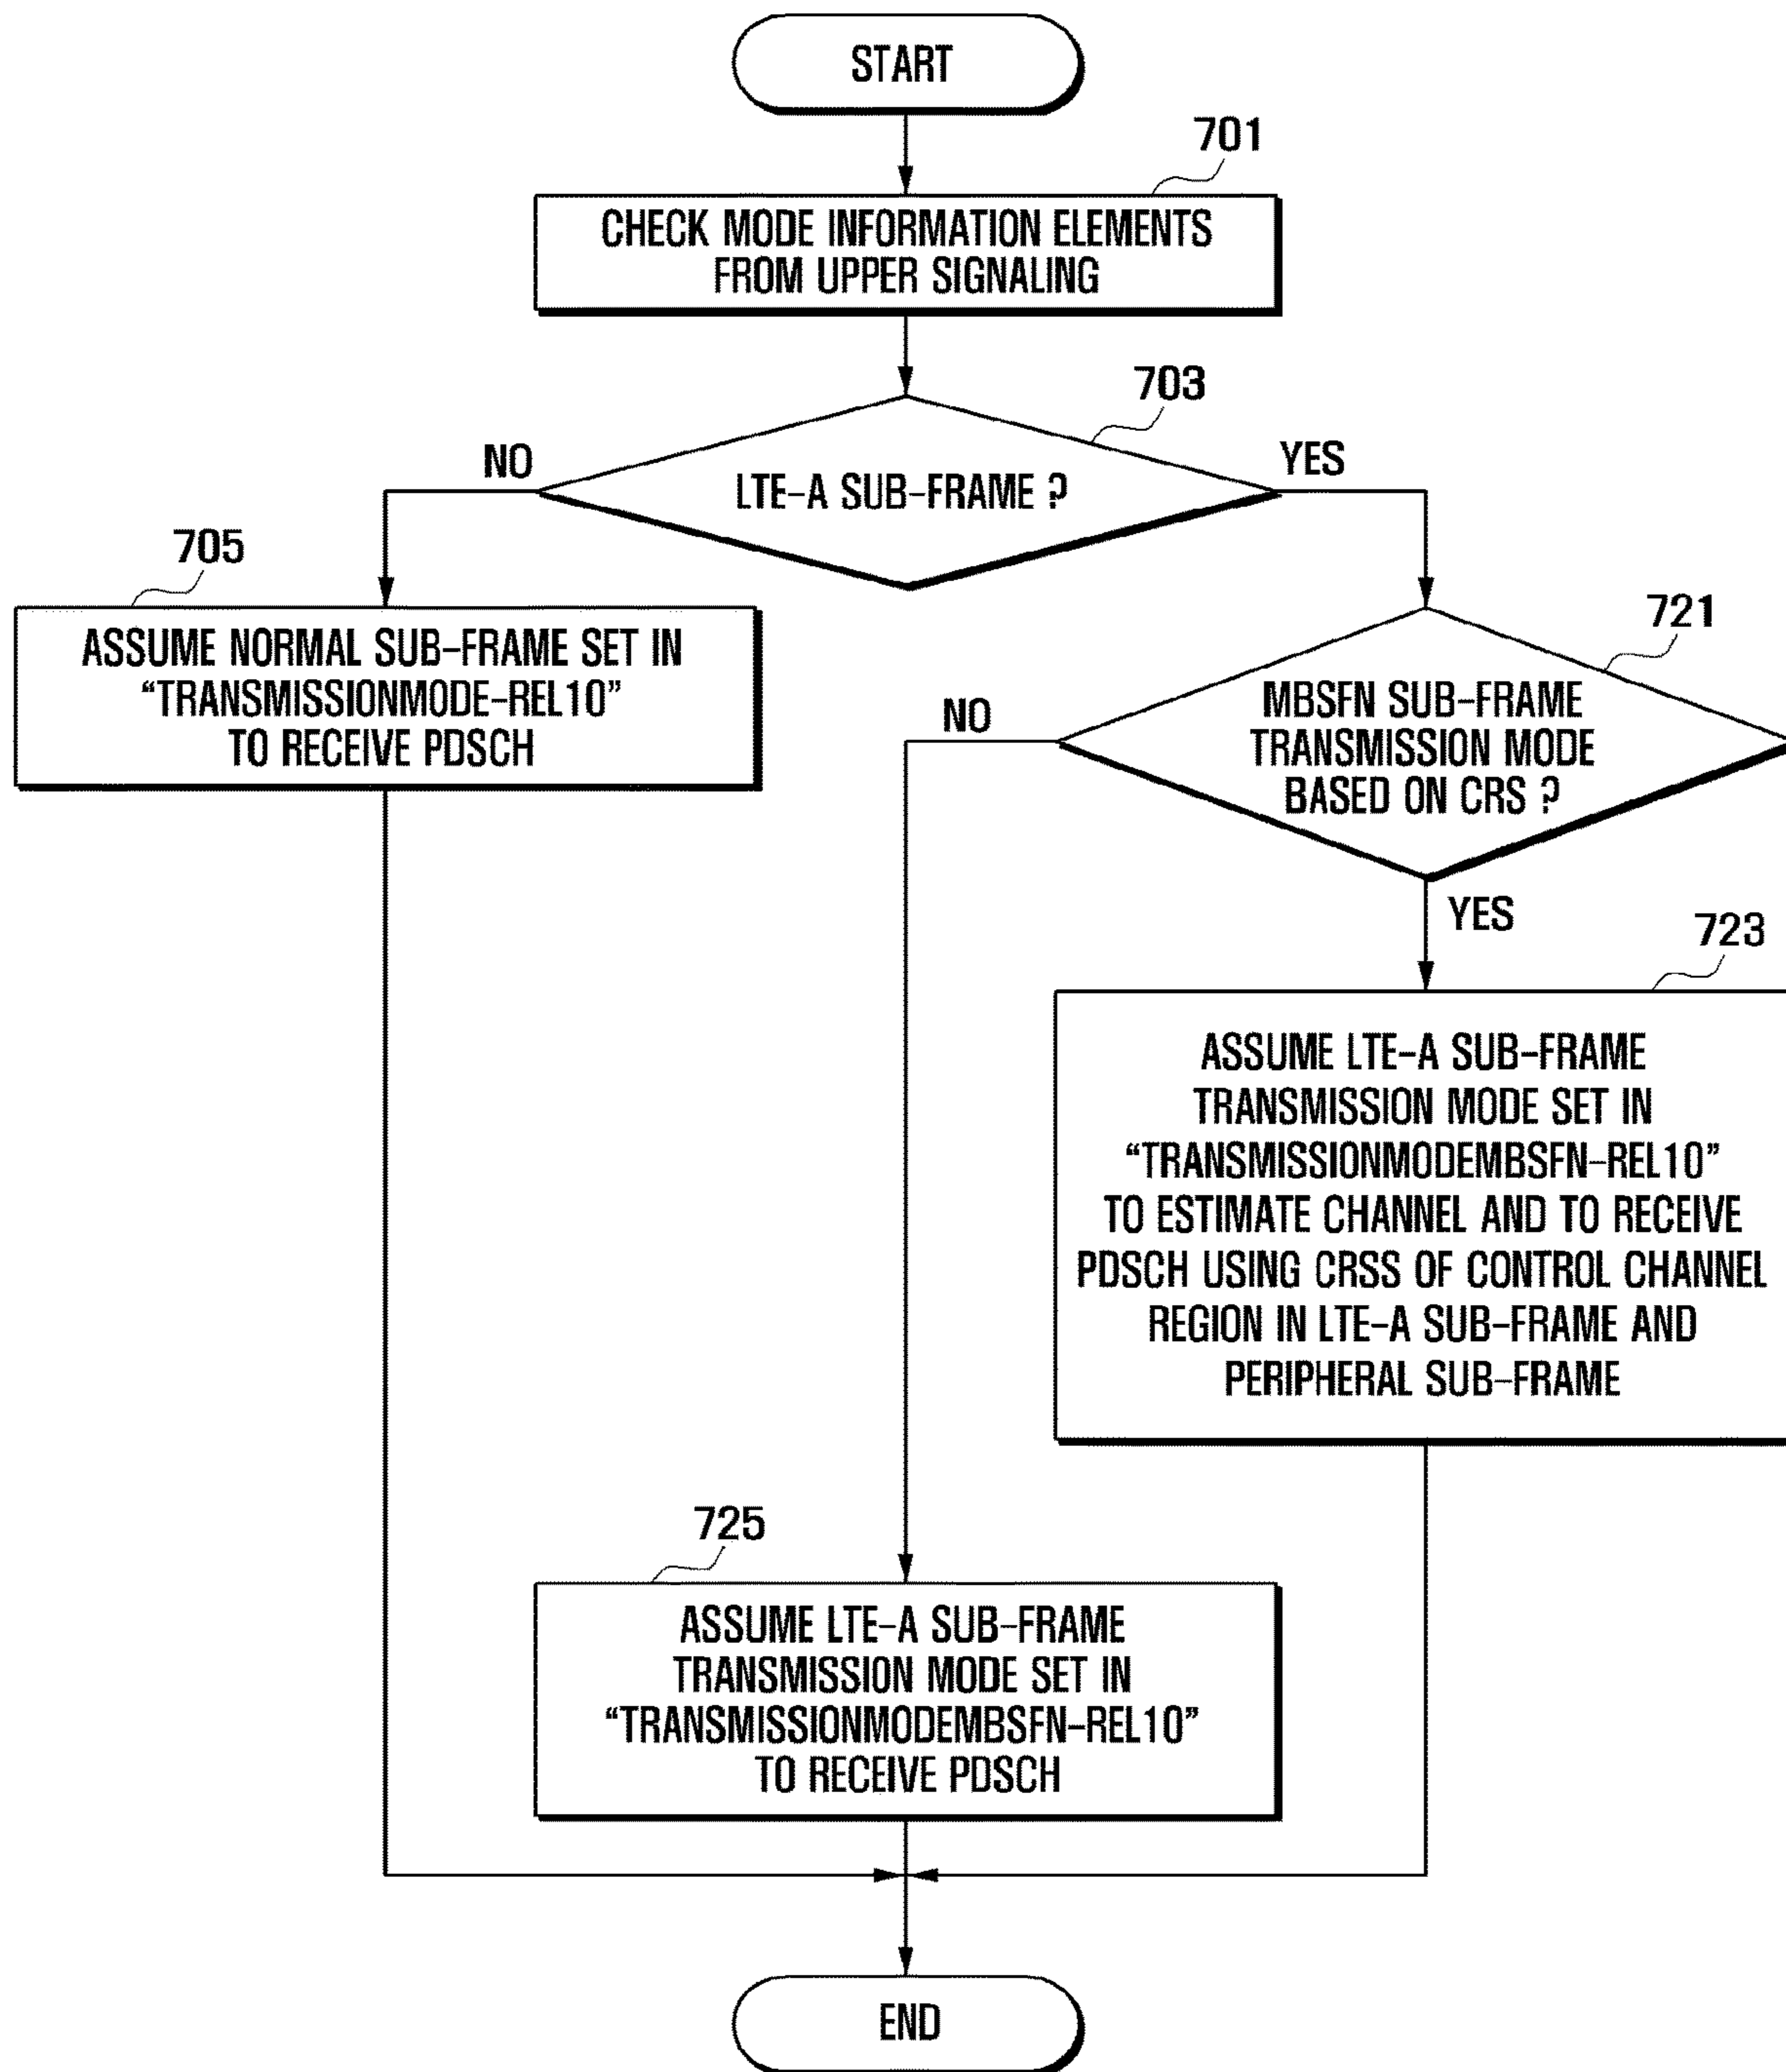 START
701
CHECK MODE INFORMATION ELEMENTS
FROM UPPER SIGNALING
703
NO
YES
LTE-A SUB-FRAME ?
705
ASSUME NORMAL SUB-FRAME SET IN
“TRANSMISSIONMODE-REL10”
TO RECEIVE PDSCH
721
NO
MBSFN SUB-FRAME
TRANSMISSION MODE
BASED ON CRS ?
YES
723
ASSUME LTE-A SUB-FRAME
TRANSMISSION MODE SET IN
“TRANSMISSIONMODEMBSFN-REL10”
TO ESTIMATE CHANNEL AND TO RECEIVE
PDSCH USING CRSS OF CONTROL CHANNEL
REGION IN LTE-A SUB-FRAME AND
PERIPHERAL SUB-FRAME
725
ASSUME LTE-A SUB-FRAME
TRANSMISSION MODE SET IN
“TRANSMISSIONMODEMBSFN-REL10”
TO RECEIVE PDSCH
END